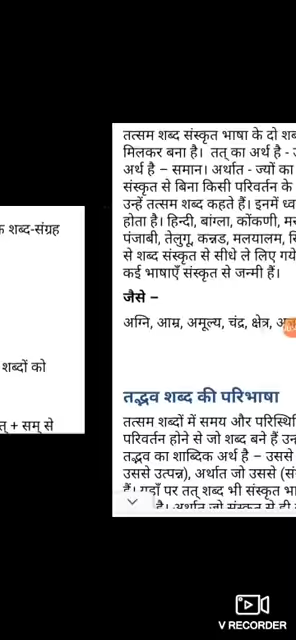 शब्द-संग्रह
शब्दों को
+ सम् से
तत्सम शब्द संस्कृत भाषा के दो
मिलकर बना है। तत् का अर्थ है -
अर्थ है – समान। अर्थात - ज्यों का
संस्कृत से बिना किसी परिवर्तन के
उन्हें तत्सम शब्द कहते हैं। इनमें
होता है। हिन्दी, बांग्ला, कोंकणी,
पंजाबी, तेलुगू, कन्नड, मलयालम,
से शब्द संस्कृत से सीधे ले लिए गये
कई भाषाएँ संस्कृत से जन्मी हैं।
जैसे –
अग्नि, आम्र, अमूल्य, चंद्र, क्षेत्र,
तद्भव शब्द की परिभाषा
तत्सम शब्दों में समय और
परिवर्तन होने से जो शब्द बने हैं
तद्भव का शाब्दिक अर्थ है – उससे
उससे उत्पन्न), अर्थात जो उससे
हैं। यहाँ पर तत् शब्द भी संस्कृत
है। अर्थात जो संस्कृत से ही
V RECORDER